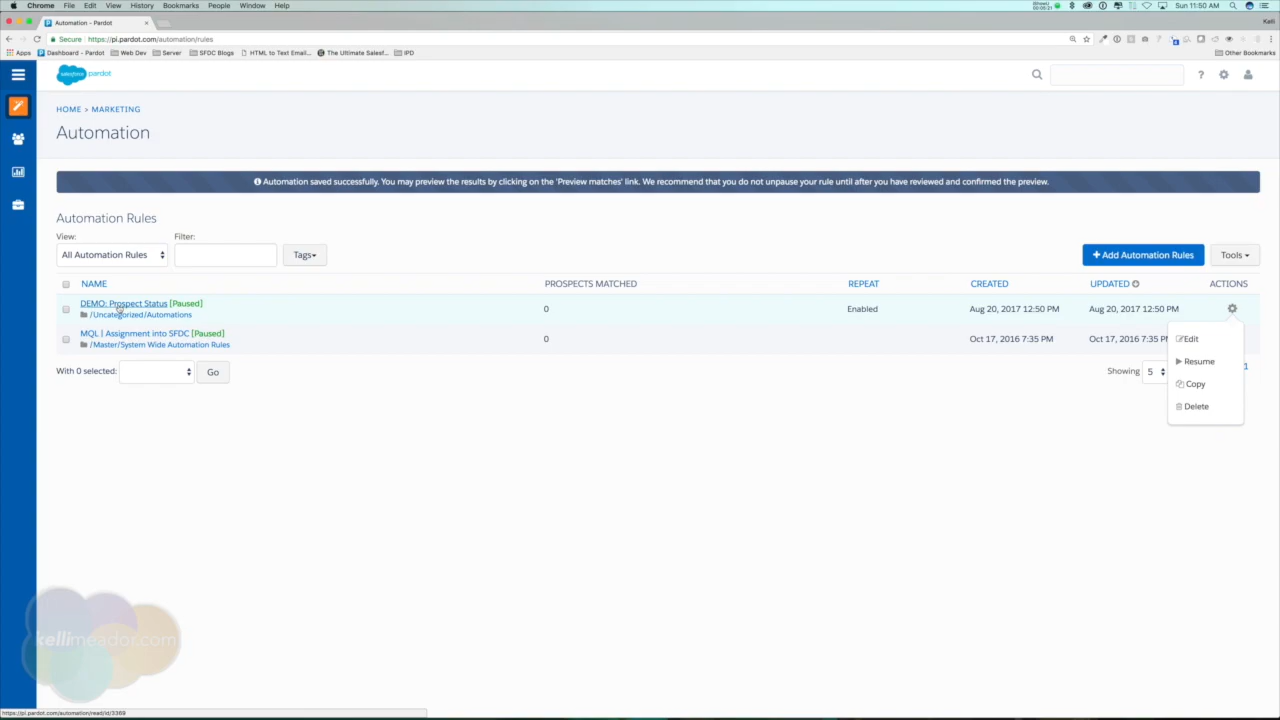 Chrome File Edit View History Bookmarks People Window Help
Sun 11:50 AM
Automation - Pardot
Kelli
Secure https://pi.pardot.com/automation/rules
Apps Dashboard - Pardot Web Dev Server SFDC Blogs HTML to Text Email... The Ultimate Salesf... IPD Other Bookmarks
salesforce pardot
HOME > MARKETING
Automation
Automation saved successfully. You may preview the results by clicking on the 'Preview matches' link. We recommend that you do not unpause your rule until after you have reviewed and confirmed the preview.
Automation Rules
View: Filter:
All Automation Rules Tags Add Automation Rules Tools
NAME PROSPECTS MATCHED REPEAT CREATED UPDATED ACTIONS
DEMO: Prospect Status [Paused]
/Uncategorized/Automations
0 Enabled Aug 20, 2017 12:50 PM Aug 20, 2017 12:50 PM
MQL | Assignment into SFDC [Paused]
/Master/System Wide Automation Rules
0 Oct 17, 2016 7:35 PM Oct 17, 2016 7:35 PM
Edit
Resume
Copy
Delete
With 0 selected: Go Showing 5 1
kellimeador.com
https://pi.pardot.com/automation/read/id/3369